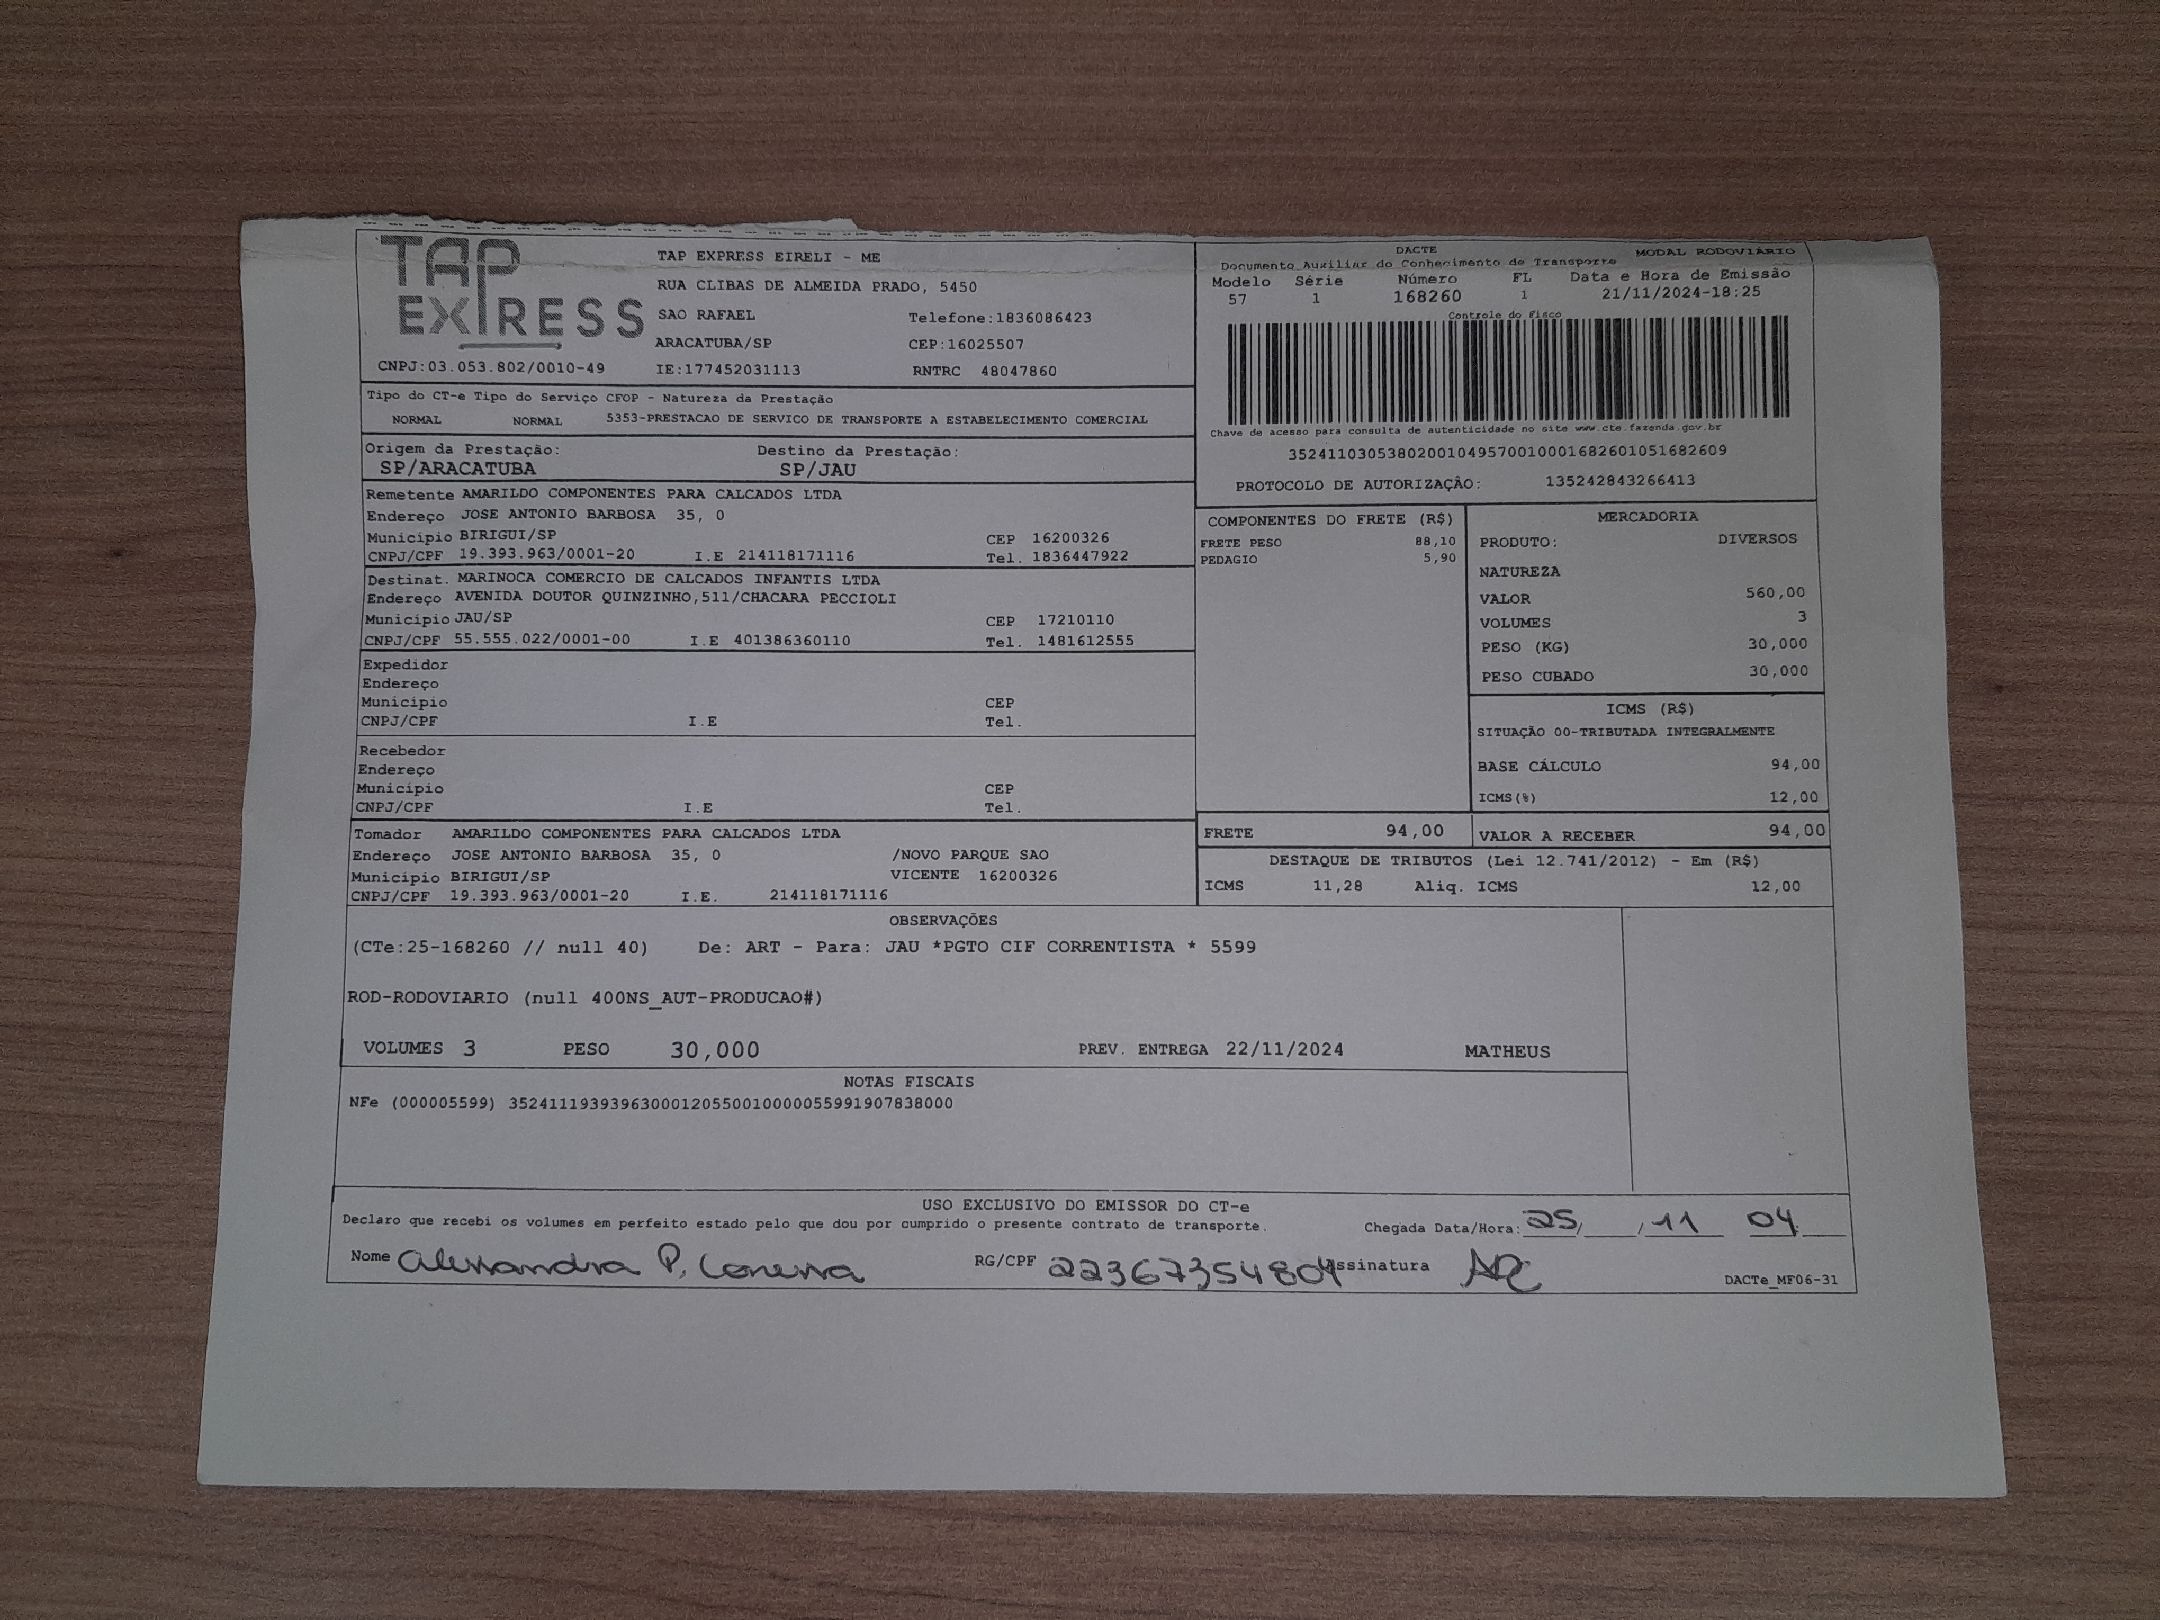 TAP EXPRESS
TAP EXPRESS EIRELI - ME
RUA CLIBAS DE ALMEIDA PRADO, 5450
SAO RAFAEL Telefone:1836086423
ARACATUBA/SP CEP:16025507
CNPJ:03.053.802/0010-49 IE:177452031113 RNTRC 48047860
DACTE MODAL RODOVIÁRIO
Documento Auxiliar do Conhecimento de Transporte
Modelo Série Número FL Data e Hora de Emissão
57 1 168260 1 21/11/2024-18:25
Controle do Fisco
Chave de acesso para consulta de autenticidade no site www.cte.fazenda.gov.br
35241103053802001049570010001682601051682609
PROTOCOLO DE AUTORIZAÇÃO: 135242843266413
Tipo do CT-e Tipo do Serviço CFOP - Natureza da Prestação
NORMAL NORMAL 5353-PRESTACAO DE SERVICO DE TRANSPORTE A ESTABELECIMENTO COMERCIAL
Origem da Prestação: Destino da Prestação:
SP/ARACATUBA SP/JAU
Remetente AMARILDO COMPONENTES PARA CALCADOS LTDA
Endereço JOSE ANTONIO BARBOSA 35, 0
Município BIRIGUI/SP CEP 16200326
CNPJ/CPF 19.393.963/0001-20 I.E 214118171116 Tel. 1836447922
Destinat. MARINOCA COMERCIO DE CALCADOS INFANTIS LTDA
Endereço AVENIDA DOUTOR QUINZINHO,511/CHACARA PECCIOLI
Município JAU/SP CEP 17210110
CNPJ/CPF 55.555.022/0001-00 I.E 401386360110 Tel. 1481612555
Expedidor
Endereço
Município CEP
CNPJ/CPF I.E Tel.
Recebedor
Endereço
Município CEP
CNPJ/CPF I.E Tel.
Tomador AMARILDO COMPONENTES PARA CALCADOS LTDA
Endereço JOSE ANTONIO BARBOSA 35, 0 /NOVO PARQUE SAO
Município BIRIGUI/SP VICENTE 16200326
CNPJ/CPF 19.393.963/0001-20 I.E. 214118171116
COMPONENTES DO FRETE (R$)
FRETE PESO 88,10
PEDAGIO 5,90
MERCADORIA
PRODUTO: DIVERSOS
NATUREZA
VALOR 560,00
VOLUMES 3
PESO (KG) 30,000
PESO CUBADO 30,000
ICMS (R$)
SITUAÇÃO 00-TRIBUTADA INTEGRALMENTE
BASE CÁLCULO 94,00
ICMS(%) 12,00
FRETE 94,00 VALOR A RECEBER 94,00
DESTAQUE DE TRIBUTOS (Lei 12.741/2012) - Em (R$)
ICMS 11,28 Aliq. ICMS 12,00
OBSERVAÇÕES
(CTe:25-168260 // null 40) De: ART - Para: JAU *PGTO CIF CORRENTISTA * 5599
ROD-RODOVIARIO (null 400NS_AUT-PRODUCAO#)
VOLUMES 3 PESO 30,000 PREV. ENTREGA 22/11/2024 MATHEUS
NOTAS FISCAIS
NFe (000005599) 35241119393963000120550010000055991907838000
USO EXCLUSIVO DO EMISSOR DO CT-e
Declaro que recebi os volumes em perfeito estado pelo que dou por cumprido o presente contrato de transporte. Chegada Data/Hora: 25/ /11 04
Nome Alessandra P. Conessa RG/CPF 22367354804 Assinatura APC
DACTe_MF06-31